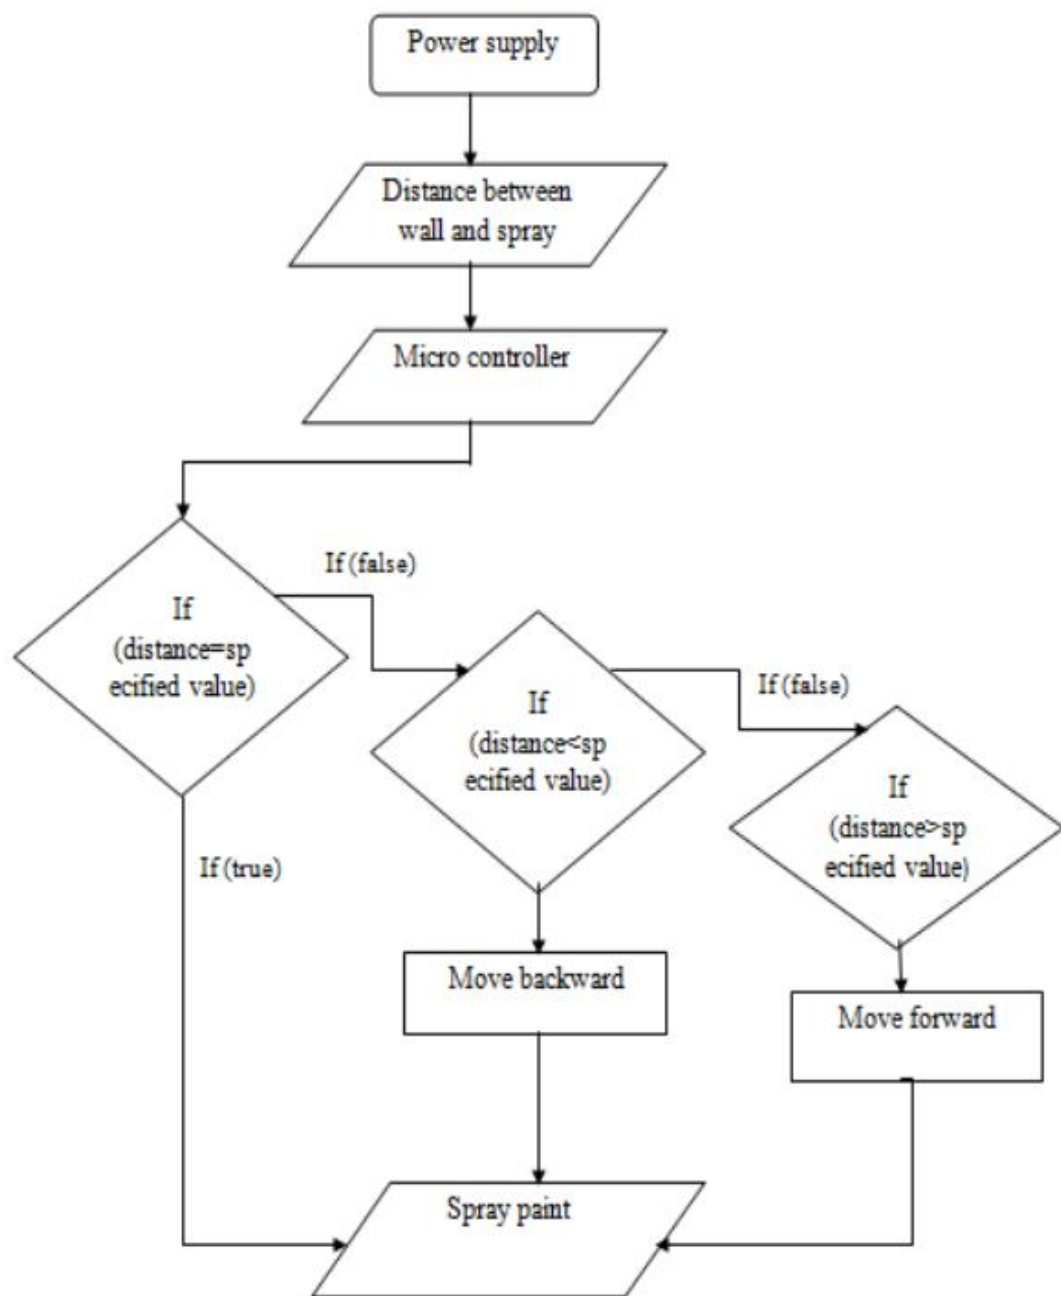 Power supply
Distance between
wall and spray
Micro controller
If (false)
If
(distance=sp
ecified value)
If (false)
If
(distance<sp
ecified value)
If
(distance>sp
ecified value)
If (true)
Move backward
Move forward
Spray paint